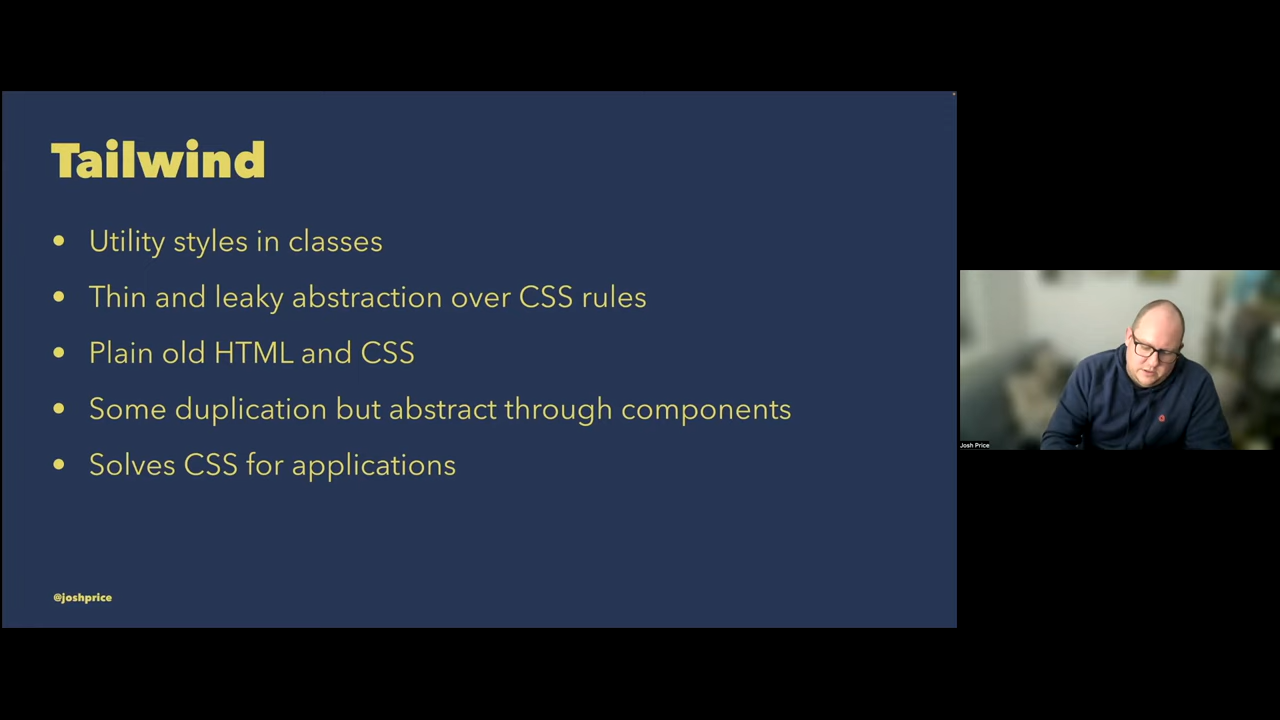 Tailwind
• Utility styles in classes
• Thin and leaky abstraction over CSS rules
• Plain old HTML and CSS
• Some duplication but abstract through components
• Solves CSS for applications
@joshprice
Josh Price